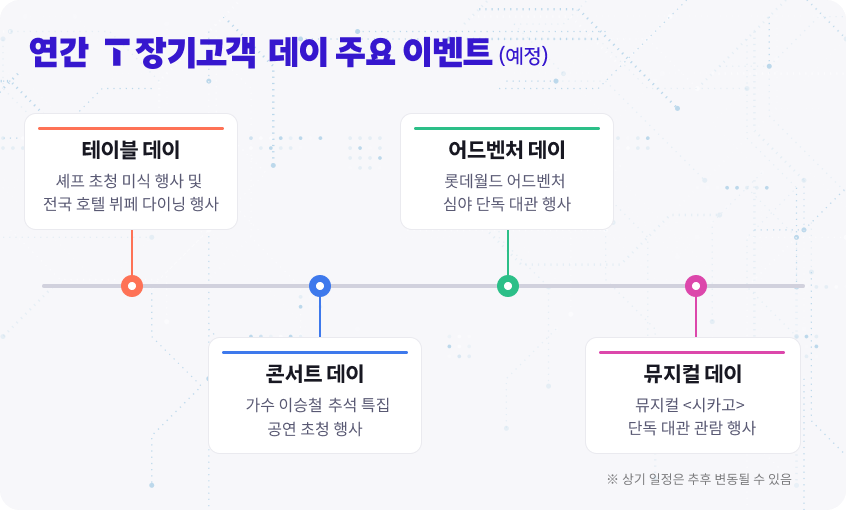 연간 T 장기고객 데이 주요 이벤트 (예정)
테이블 데이
셰프 초청 미식 행사 및
전국 호텔 뷔페 다이닝 행사
어드벤처 데이
롯데월드 어드벤처
심야 단독 대관 행사
콘서트 데이
가수 이승철 추석 특집
공연 초청 행사
뮤지컬 데이
뮤지컬 <시카고>
단독 대관 관람 행사
※ 상기 일정은 추후 변동될 수 있음